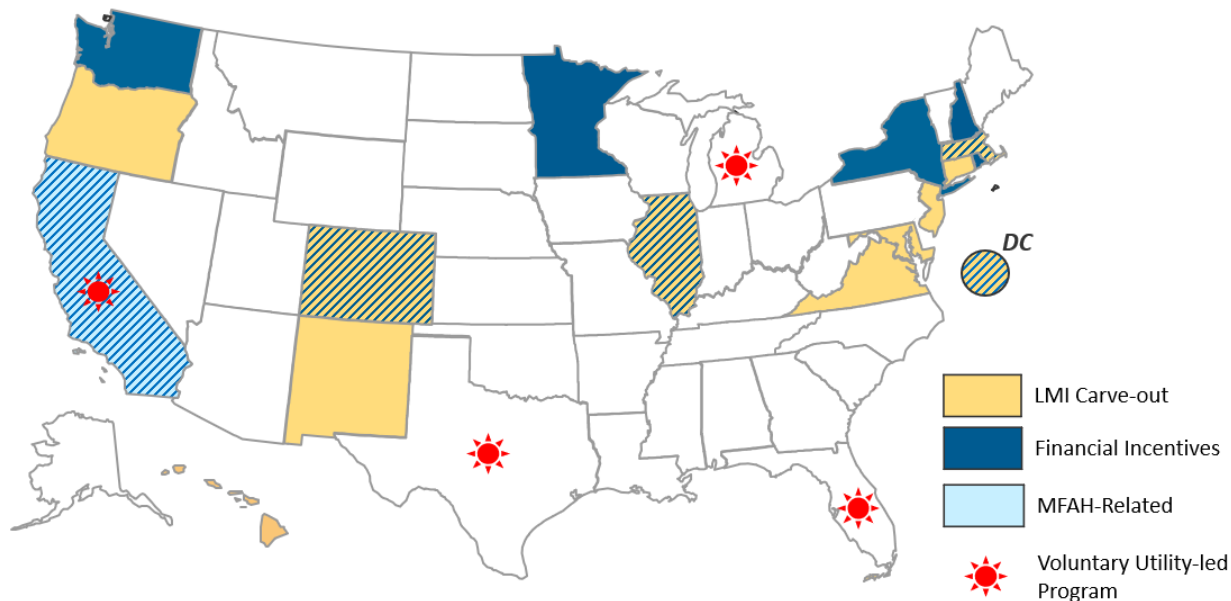 DC
LMI Carve-out
Financial Incentives
MFAH-Related
Voluntary Utility-led
Program